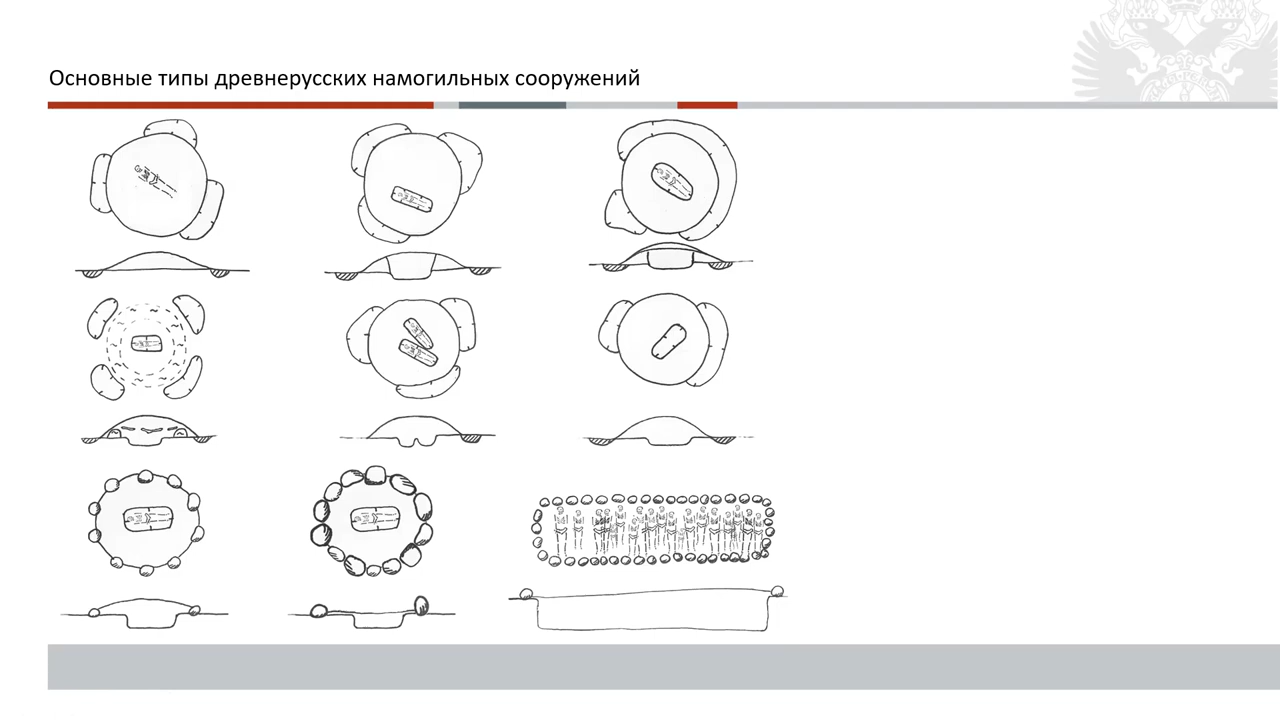 Основные типы древнерусских намогильных сооружений